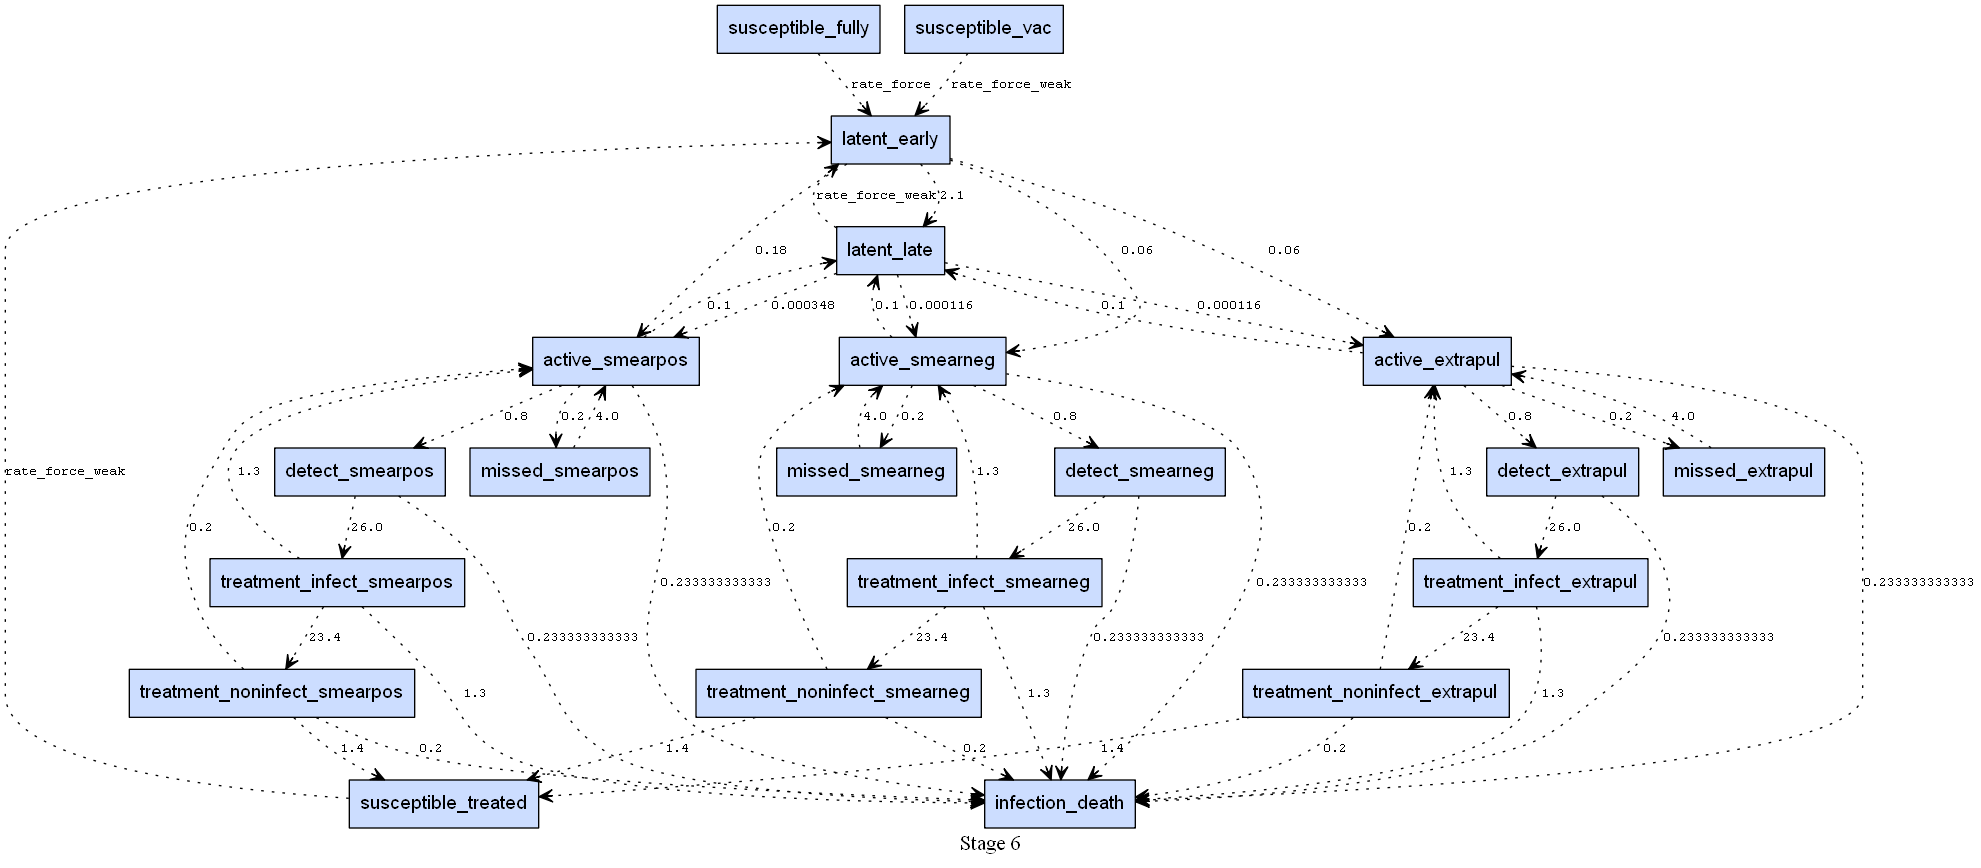 susceptible_fully susceptible_vac
rate_force rate_force_weak
latent_early
rate_force_weak 2.1
latent_late
0.18 0.06 0.06
0.1 0.000348 0.1 0.000116 0.1 0.000116
active_smearpos active_smearneg active_extrapul
0.8 0.2 4.0 4.0 0.2 0.8 0.8 0.2 4.0
detect_smearpos missed_smearpos missed_smearneg detect_smearneg detect_extrapul missed_extrapul
rate_force_weak 1.3 1.3 1.3
0.2 26.0 0.2 26.0 0.2 26.0
treatment_infect_smearpos treatment_infect_smearneg treatment_infect_extrapul
0.233333333333 0.233333333333 0.233333333333
23.4 0.233333333333 23.4 0.233333333333 23.4 0.233333333333
treatment_noninfect_smearpos treatment_noninfect_smearneg treatment_noninfect_extrapul
1.3 1.3 1.3
1.4 0.2 1.4 0.2 1.4 0.2
susceptible_treated infection_death
Stage 6